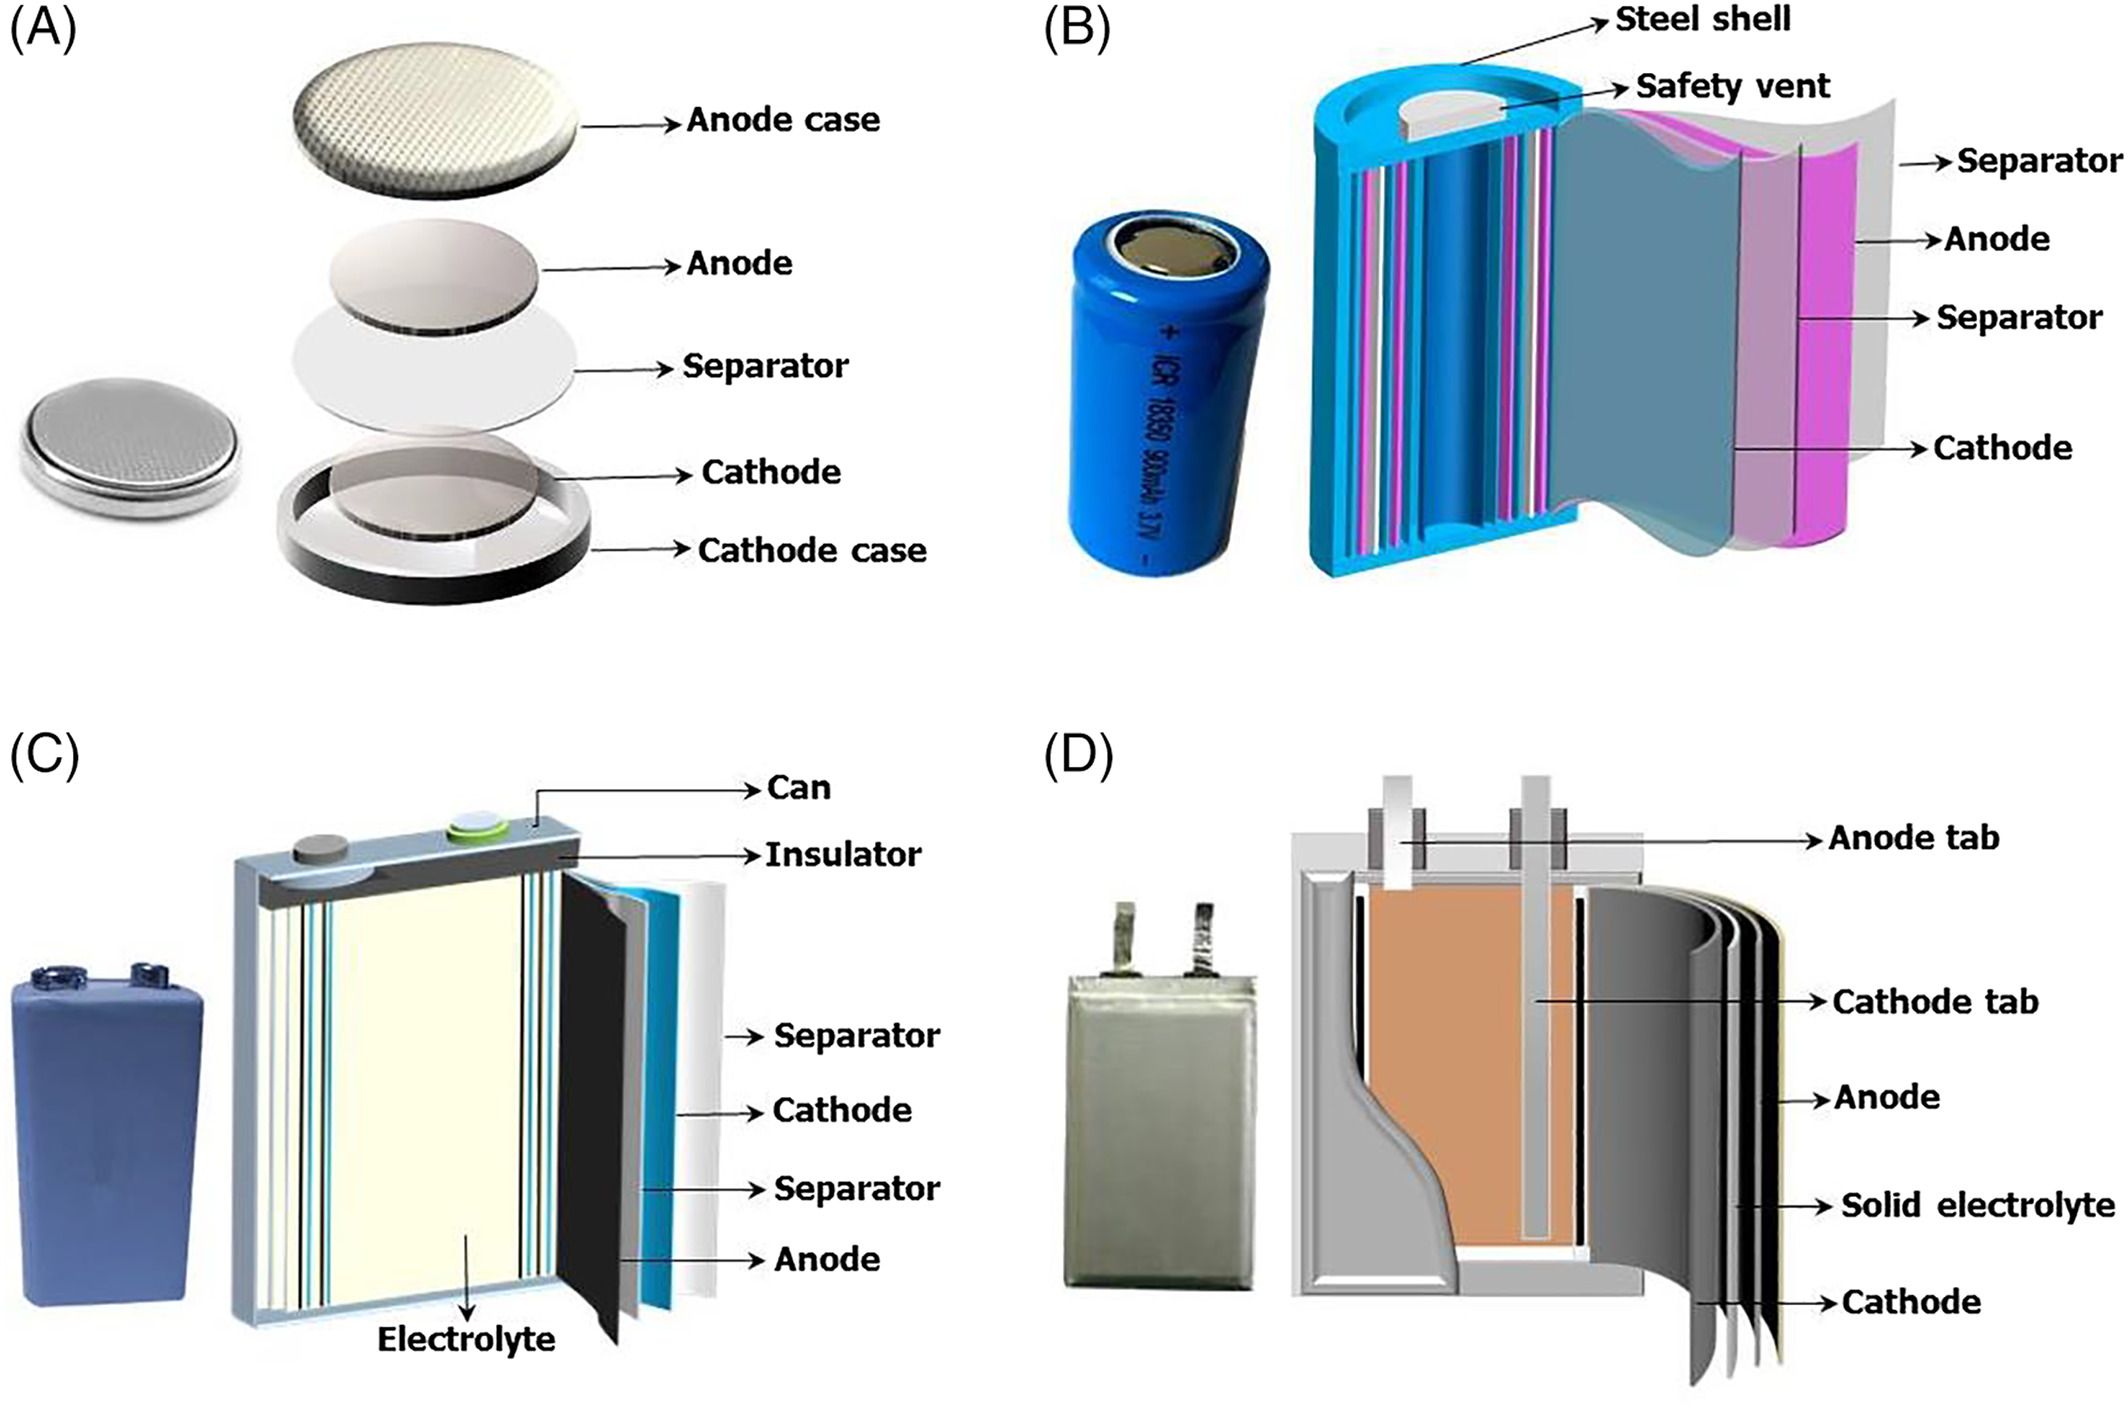 (A)
Anode case
Anode
Separator
Cathode
Cathode case
(B)
Steel shell
Safety vent
Separator
Anode
Separator
Cathode
+ ICR 18350 900mAh 3.7V -
(C)
Can
Insulator
Separator
Cathode
Separator
Anode
Electrolyte
(D)
Anode tab
Cathode tab
Anode
Solid electrolyte
Cathode